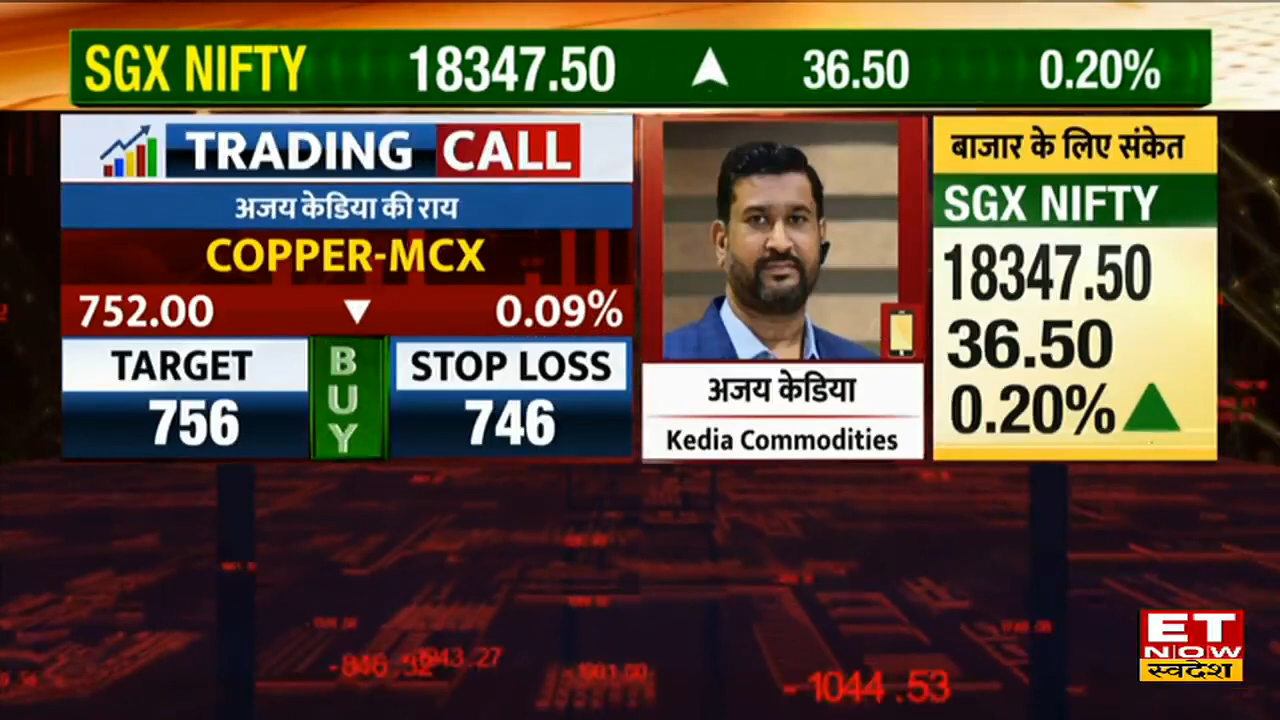 SGX NIFTY 18347.50 ▲ 36.50 0.20%
TRADING CALL
अजय केडिया की राय
COPPER-MCX
752.00 ▼ 0.09%
TARGET
756
BUY
STOP LOSS
746
अजय केडिया
Kedia Commodities
बाजार के लिए संकेत
SGX NIFTY
18347.50
36.50
0.20% ▲
- 1044.53
ET
NOW
स्वदेश